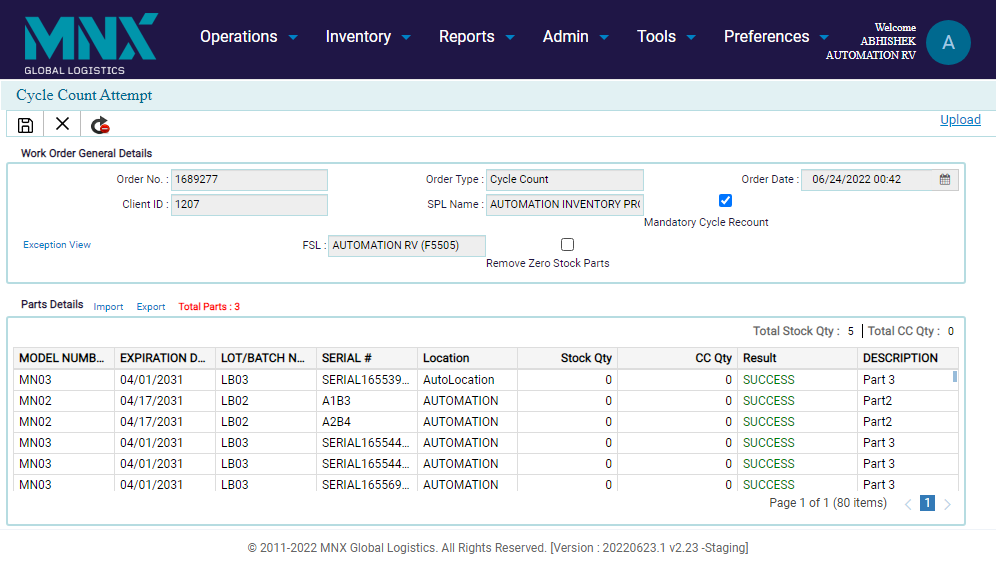 MNX
GLOBAL LOGISTICS
Operations Inventory Reports Admin Tools Preferences
Welcome
ABHISHEK
AUTOMATION RV
A
Cycle Count Attempt
Upload
Work Order General Details
Order No. : 1689277 Order Type : Cycle Count Order Date : 06/24/2022 00:42
Client ID : 1207 SPL Name : AUTOMATION INVENTORY PR
Mandatory Cycle Recount
Exception View FSL : AUTOMATION RV (F5505)
Remove Zero Stock Parts
Parts Details Import Export Total Parts : 3
Total Stock Qty : 5 Total CC Qty : 0
MODEL NUMB... EXPIRATION D... LOT/BATCH N... SERIAL # Location Stock Qty CC Qty Result DESCRIPTION
MN03 04/01/2031 LB03 SERIAL165539... AutoLocation 0 0 SUCCESS Part 3
MN02 04/17/2031 LB02 A1B3 AUTOMATION 0 0 SUCCESS Part2
MN02 04/17/2031 LB02 A2B4 AUTOMATION 0 0 SUCCESS Part2
MN03 04/01/2031 LB03 SERIAL165544... AUTOMATION 0 0 SUCCESS Part 3
MN03 04/01/2031 LB03 SERIAL165544... AUTOMATION 0 0 SUCCESS Part 3
MN03 04/01/2031 LB03 SERIAL165569... AUTOMATION 0 0 SUCCESS Part 3
Page 1 of 1 (80 items) 1
© 2011-2022 MNX Global Logistics. All Rights Reserved. [Version : 20220623.1 v2.23 -Staging]